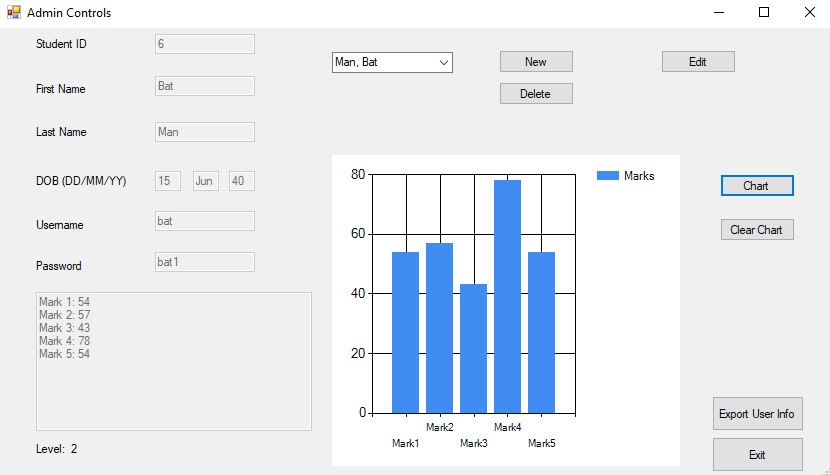 Admin Controls
Student ID 6
Man, Bat
New
Edit
First Name Bat
Delete
Last Name Man
DOB (DD/MM/YY) 15 Jun 40
Username bat
Password bat1
Mark 1: 54
Mark 2: 57
Mark 3: 43
Mark 4: 78
Mark 5: 54
Level: 2
80
60
40
20
0
Mark1
Mark2
Mark3
Mark4
Mark5
Marks
Chart
Clear Chart
Export User Info
Exit